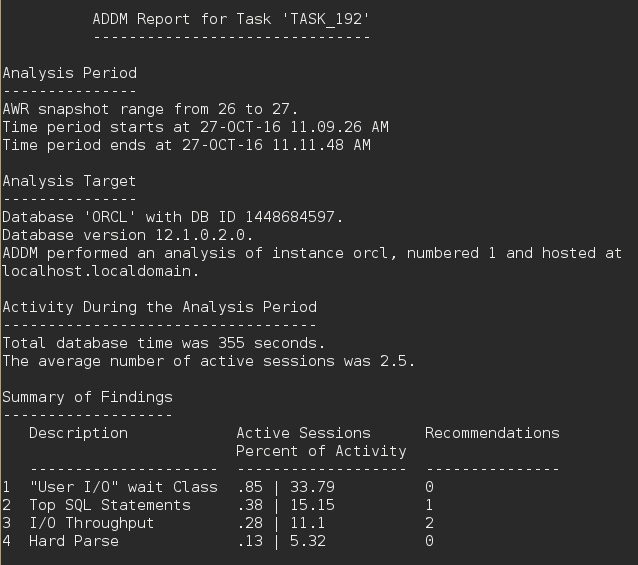 ADDM Report for Task 'TASK_192'
-------------------------------
Analysis Period
---------------
AWR snapshot range from 26 to 27.
Time period starts at 27-OCT-16 11.09.26 AM
Time period ends at 27-OCT-16 11.11.48 AM
Analysis Target
---------------
Database 'ORCL' with DB ID 1448684597.
Database version 12.1.0.2.0.
ADDM performed an analysis of instance orcl, numbered 1 and hosted at
localhost.localdomain.
Activity During the Analysis Period
-----------------------------------
Total database time was 355 seconds.
The average number of active sessions was 2.5.
Summary of Findings
-------------------
Description Active Sessions Recommendations
Percent of Activity
--------------------- ------------------- ---------------
1 "User I/O" wait Class .85 | 33.79 0
2 Top SQL Statements .38 | 15.15 1
3 I/O Throughput .28 | 11.1 2
4 Hard Parse .13 | 5.32 0